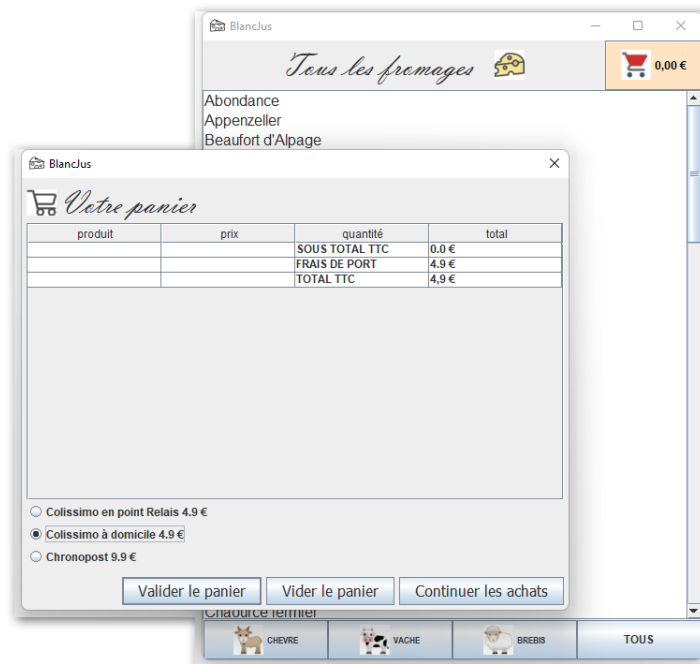 BlancJus
Tous les fromages
0,00 €
Abondance
Appenzeller
Beaufort d'Alpage
BlancJus
Votre panier
produit prix quantité total
SOUS TOTAL TTC 0.0 €
FRAIS DE PORT 4.9 €
TOTAL TTC 4,9 €
Colissimo en point Relais 4.9 €
Colissimo à domicile 4.9 €
Chronopost 9.9 €
Valider le panier Vider le panier Continuer les achats
Chaource fermier
CHEVRE VACHE BREBIS TOUS